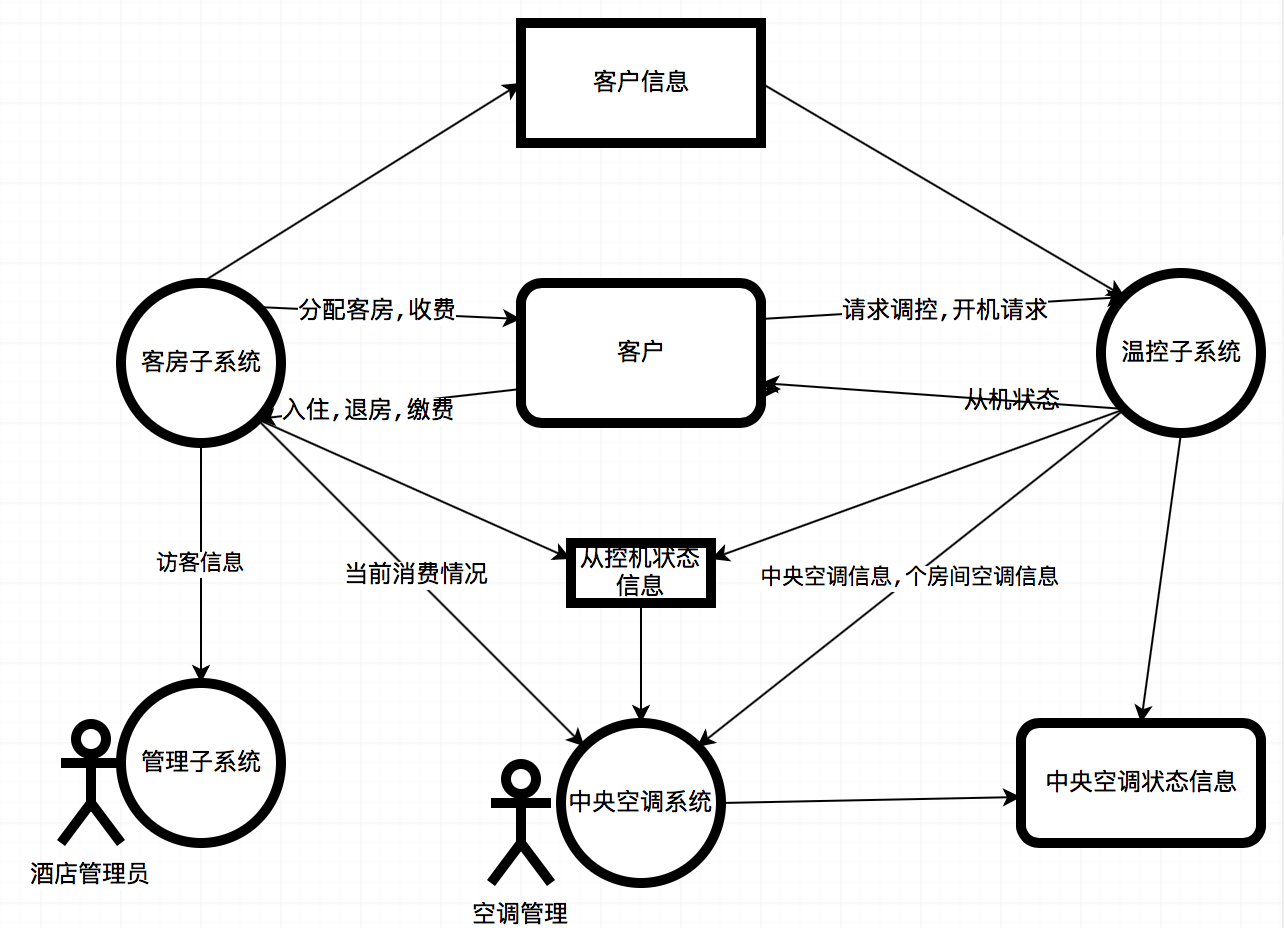 客户信息
分配客房,收费
客户
请求调控,开机请求
客房子系统
温控子系统
入住,退房,缴费
从机状态
访客信息
当前消费情况
从控机状态
信息
中央空调信息,个房间空调信息
管理子系统
中央空调系统
中央空调状态信息
酒店管理员
空调管理